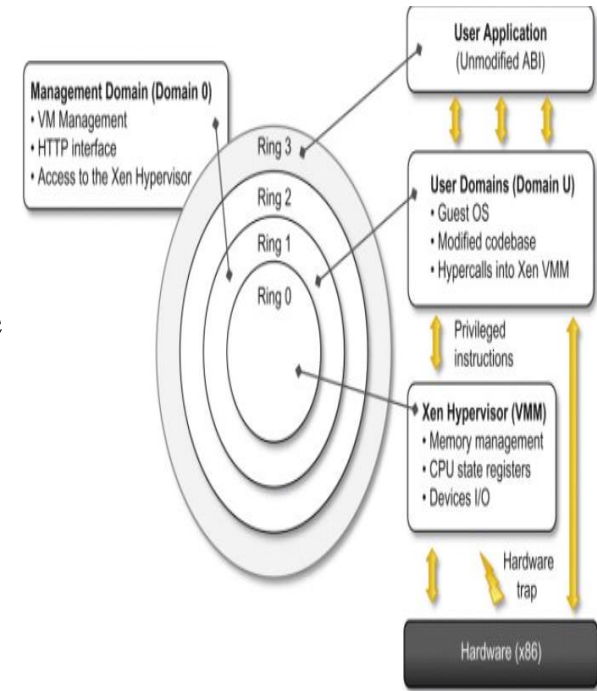 User Application
(Unmodified ABI)
Management Domain (Domain 0)
• VM Management
• HTTP interface
• Access to the Xen Hypervisor
Ring 3
Ring 2
Ring 1
Ring 0
User Domains (Domain U)
• Guest OS
• Modified codebase
• Hypercalls into Xen VMM
Privileged
instructions
Xen Hypervisor (VMM)
• Memory management
• CPU state registers
• Devices I/O
Hardware
trap
Hardware (x86)